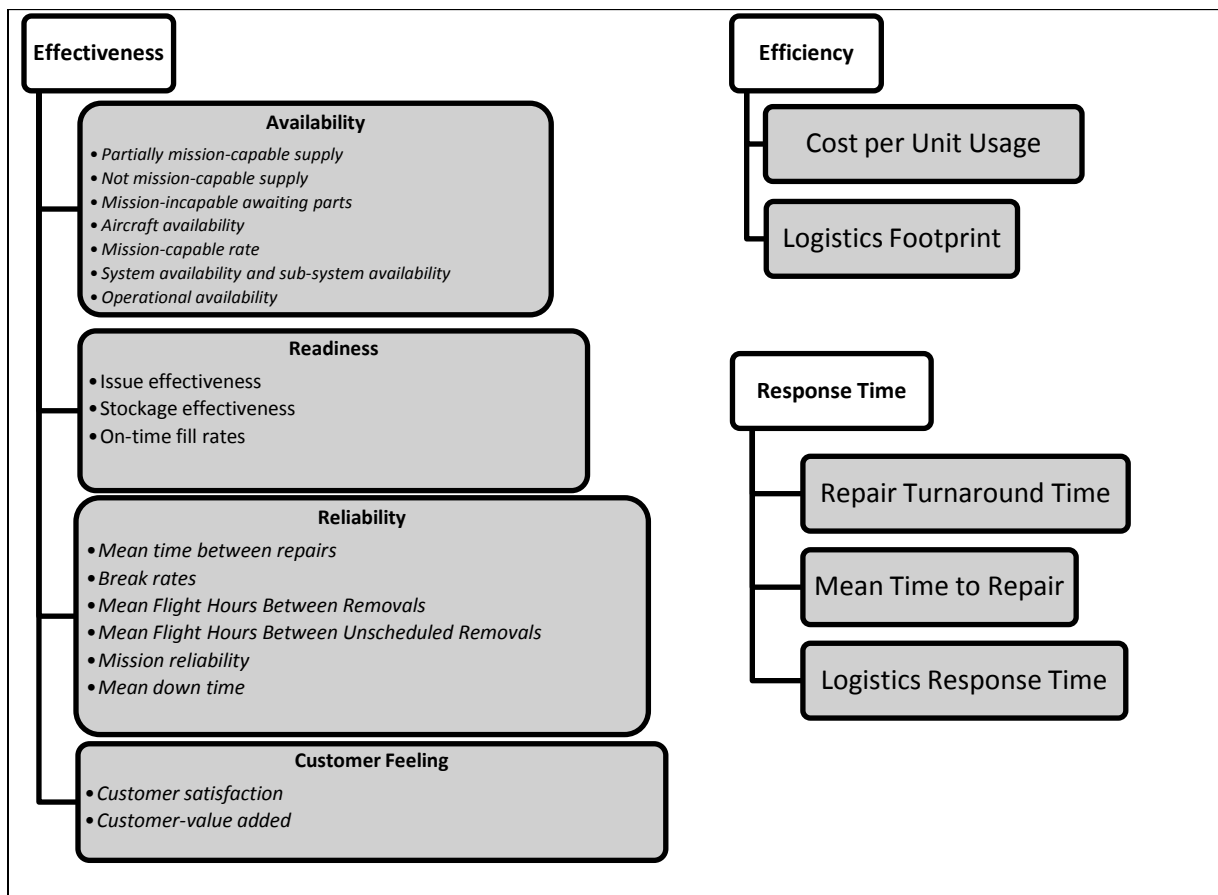 Effectiveness
Availability
• Partially mission-capable supply
• Not mission-capable supply
• Mission-incapable awaiting parts
• Aircraft availability
• Mission-capable rate
• System availability and sub-system availability
• Operational availability
Readiness
• Issue effectiveness
• Stockage effectiveness
• On-time fill rates
Reliability
• Mean time between repairs
• Break rates
• Mean Flight Hours Between Removals
• Mean Flight Hours Between Unscheduled Removals
• Mission reliability
• Mean down time
Customer Feeling
• Customer satisfaction
• Customer-value added
Efficiency
Cost per Unit Usage
Logistics Footprint
Response Time
Repair Turnaround Time
Mean Time to Repair
Logistics Response Time